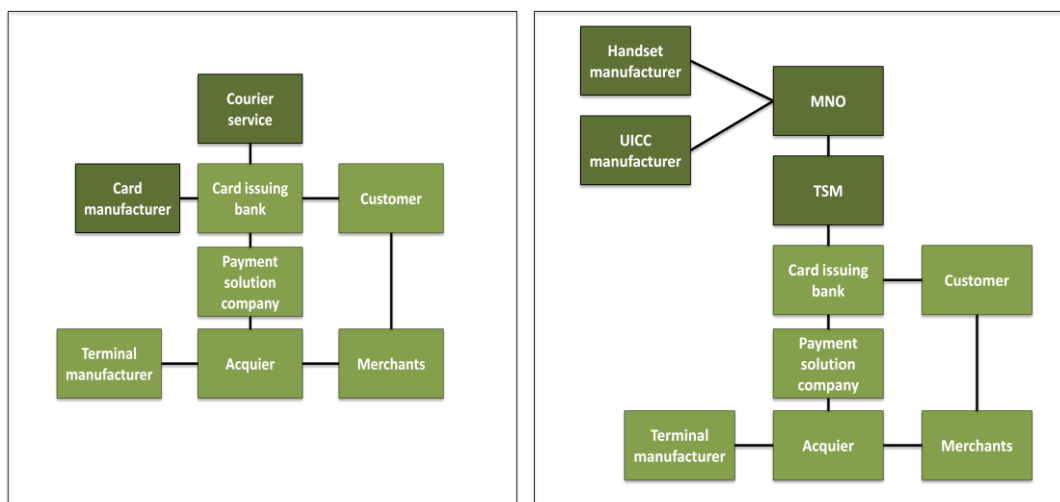 Courier
service
Card
manufacturer
Card issuing
bank
Customer
Payment
solution
company
Terminal
manufacturer
Acquier
Merchants
Handset
manufacturer
MNO
UICC
manufacturer
TSM
Card issuing
bank
Customer
Payment
solution
company
Terminal
manufacturer
Acquier
Merchants